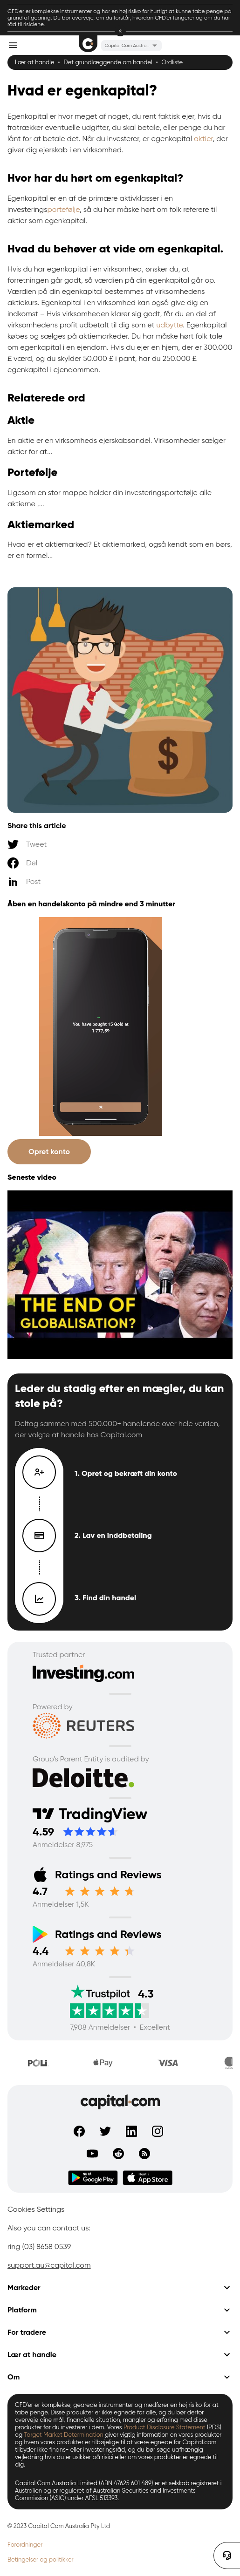 CFD'er er komplekse instrumenter og har en høj risiko for hurtigt at kunne tabe penge på grund af gearing. Du bør overveje, om du forstår, hvordan CFD'er fungerer og om du har råd til risiciene.
Capital Com Austra...
Lær at handle • Det grundlæggende om handel • Ordliste
Hvad er egenkapital?
Egenkapital er hvor meget af noget, du rent faktisk ejer, hvis du fratrækker eventuelle udgifter, du skal betale, eller penge du har lånt for at betale det. Når du investerer, er egenkapital aktier, der giver dig ejerskab i en virksomhed.
Hvor har du hørt om egenkapital?
Egenkapital er en af de primære aktivklasser i en investeringsportefølje, så du har måske hørt om folk referere til aktier som egenkapital.
Hvad du behøver at vide om egenkapital.
Hvis du har egenkapital i en virksomhed, ønsker du, at forretningen går godt, så værdien på din egenkapital går op. Værdien på din egenkapital bestemmes af virksomhedens aktiekurs. Egenkapital i en virksomhed kan også give dig en indkomst – Hvis virksomheden klarer sig godt, får du en del af virksomhedens profit udbetalt til dig som et udbytte. Egenkapital købes og sælges på aktiemarkeder. Du har måske hørt folk tale om egenkapital i en ejendom. Hvis du ejer en hjem, der er 300.000 £ værd, og du skylder 50.000 £ i pant, har du 250.000 £ egenkapital i ejendommen.
Relaterede ord
Aktie
En aktie er en virksomheds ejerskabsandel. Virksomheder sælger aktier for at...
Portefølje
Ligesom en stor mappe holder din investeringsportefølje alle aktierne ,...
Aktiemarked
Hvad er et aktiemarked? Et aktiemarked, også kendt som en børs, er en formel...
$
Share this article
Tweet
Del
Post
Åben en handelskonto på mindre end 3 minutter
You have bought 15 Gold at
1 777,59
Opret konto
Seneste video
THE END OF
GLOBALISATION?
Leder du stadig efter en mægler, du kan stole på?
Deltag sammen med 500.000+ handlende over hele verden, der valgte at handle hos Capital.com
1. Opret og bekræft din konto
2. Lav en inddbetaling
3. Find din handel
Trusted partner
Investing.com
Powered by
REUTERS
Group's Parent Entity is audited by
Deloitte.
TradingView
4.59
Anmeldelser 8,975
Ratings and Reviews
4.7
Anmeldelser 1,5K
Ratings and Reviews
4.4
Anmeldelser 40,8K
Trustpilot 4.3
7,908 Anmeldelser • Excellent
POLi
Pay
VISA
capital.com
Google Play
App Store
Cookies Settings
Also you can contact us:
ring (03) 8658 0539
support.au@capital.com
Markeder
Platform
For tradere
Lær at handle
Om
CFD'er er komplekse, gearede instrumenter og medfører en høj risiko for at tabe penge. Disse produkter er ikke egnet til alle, og du bør derfor overveje dine mål, financielle situation, mangler og erfaring med disse produkter før du investerer i dem. Vores Product Disclosure Statement (PDS) og Target Market Determination giver vigtig information om vores produkter og hvem vores produkter er velegnet til at være egnede for. Capital.com tilbyder ikke finans- eller investeringsråd, og du bør søge uafhængig vejledning hvis du er usikker på risici eller om vores produkter er egnede til dig.
Capital Com Australia Limited (ABN 47625 601 489) er et selskab registreret i Australien og og reguleret af Australian Securities and Investments Commission (ASIC) under AFSL 513393.
© 2023 Capital Com Australia Pty Ltd
Forordninger
Betingelser og politikker